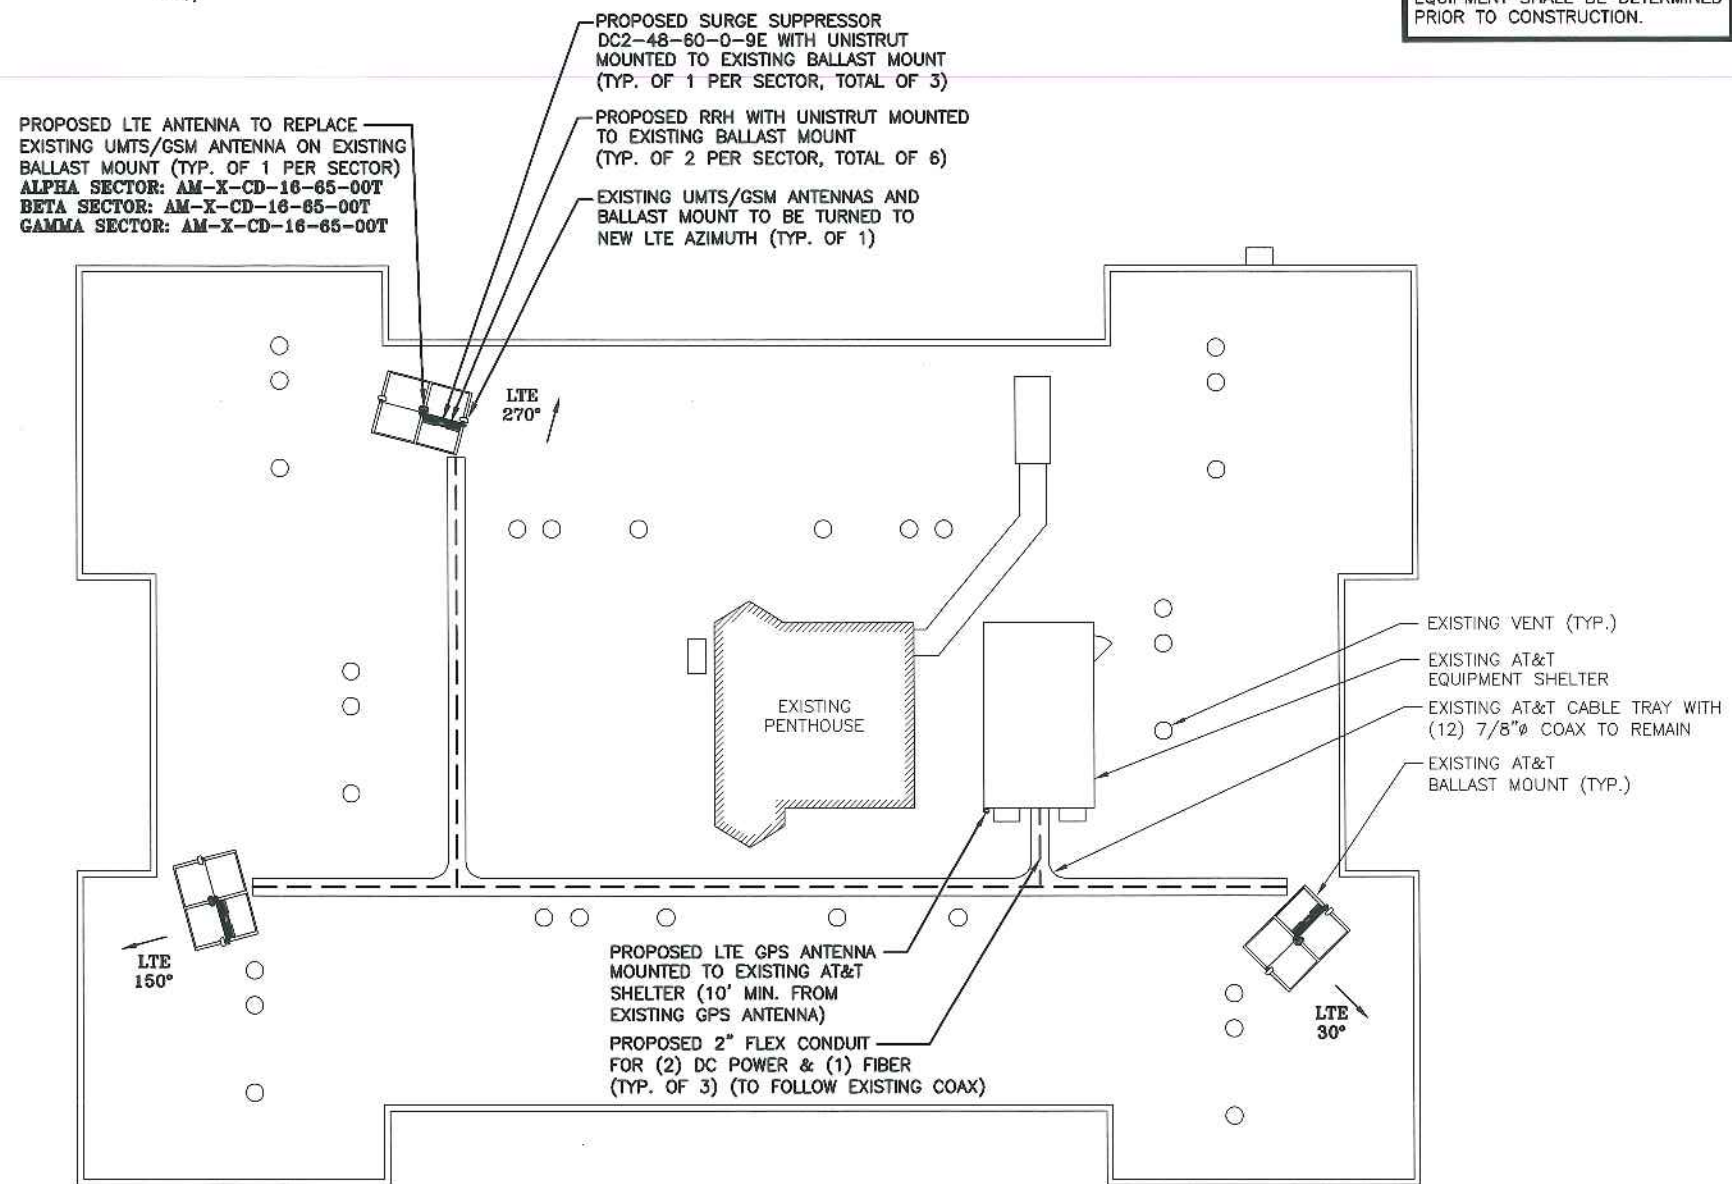 EQUIPMENT SHALL BE DETERMINED
PRIOR TO CONSTRUCTION.
PROPOSED SURGE SUPPRESSOR
DC2-48-60-0-9E WITH UNISTRUT
MOUNTED TO EXISTING BALLAST MOUNT
(TYP. OF 1 PER SECTOR, TOTAL OF 3)
PROPOSED LTE ANTENNA TO REPLACE
EXISTING UMTS/GSM ANTENNA ON EXISTING
BALLAST MOUNT (TYP. OF 1 PER SECTOR)
ALPHA SECTOR: AM-X-CD-16-65-00T
BETA SECTOR: AM-X-CD-16-65-00T
GAMMA SECTOR: AM-X-CD-16-65-00T
PROPOSED RRH WITH UNISTRUT MOUNTED
TO EXISTING BALLAST MOUNT
(TYP. OF 2 PER SECTOR, TOTAL OF 6)
EXISTING UMTS/GSM ANTENNAS AND
BALLAST MOUNT TO BE TURNED TO
NEW LTE AZIMUTH (TYP. OF 1)
LTE
270°
EXISTING VENT (TYP.)
EXISTING AT&T
EQUIPMENT SHELTER
EXISTING AT&T CABLE TRAY WITH
(12) 7/8"ø COAX TO REMAIN
EXISTING AT&T
BALLAST MOUNT (TYP.)
EXISTING
PENTHOUSE
LTE
150°
PROPOSED LTE GPS ANTENNA
MOUNTED TO EXISTING AT&T
SHELTER (10' MIN. FROM
EXISTING GPS ANTENNA)
PROPOSED 2" FLEX CONDUIT
FOR (2) DC POWER & (1) FIBER
(TYP. OF 3) (TO FOLLOW EXISTING COAX)
LTE
30°